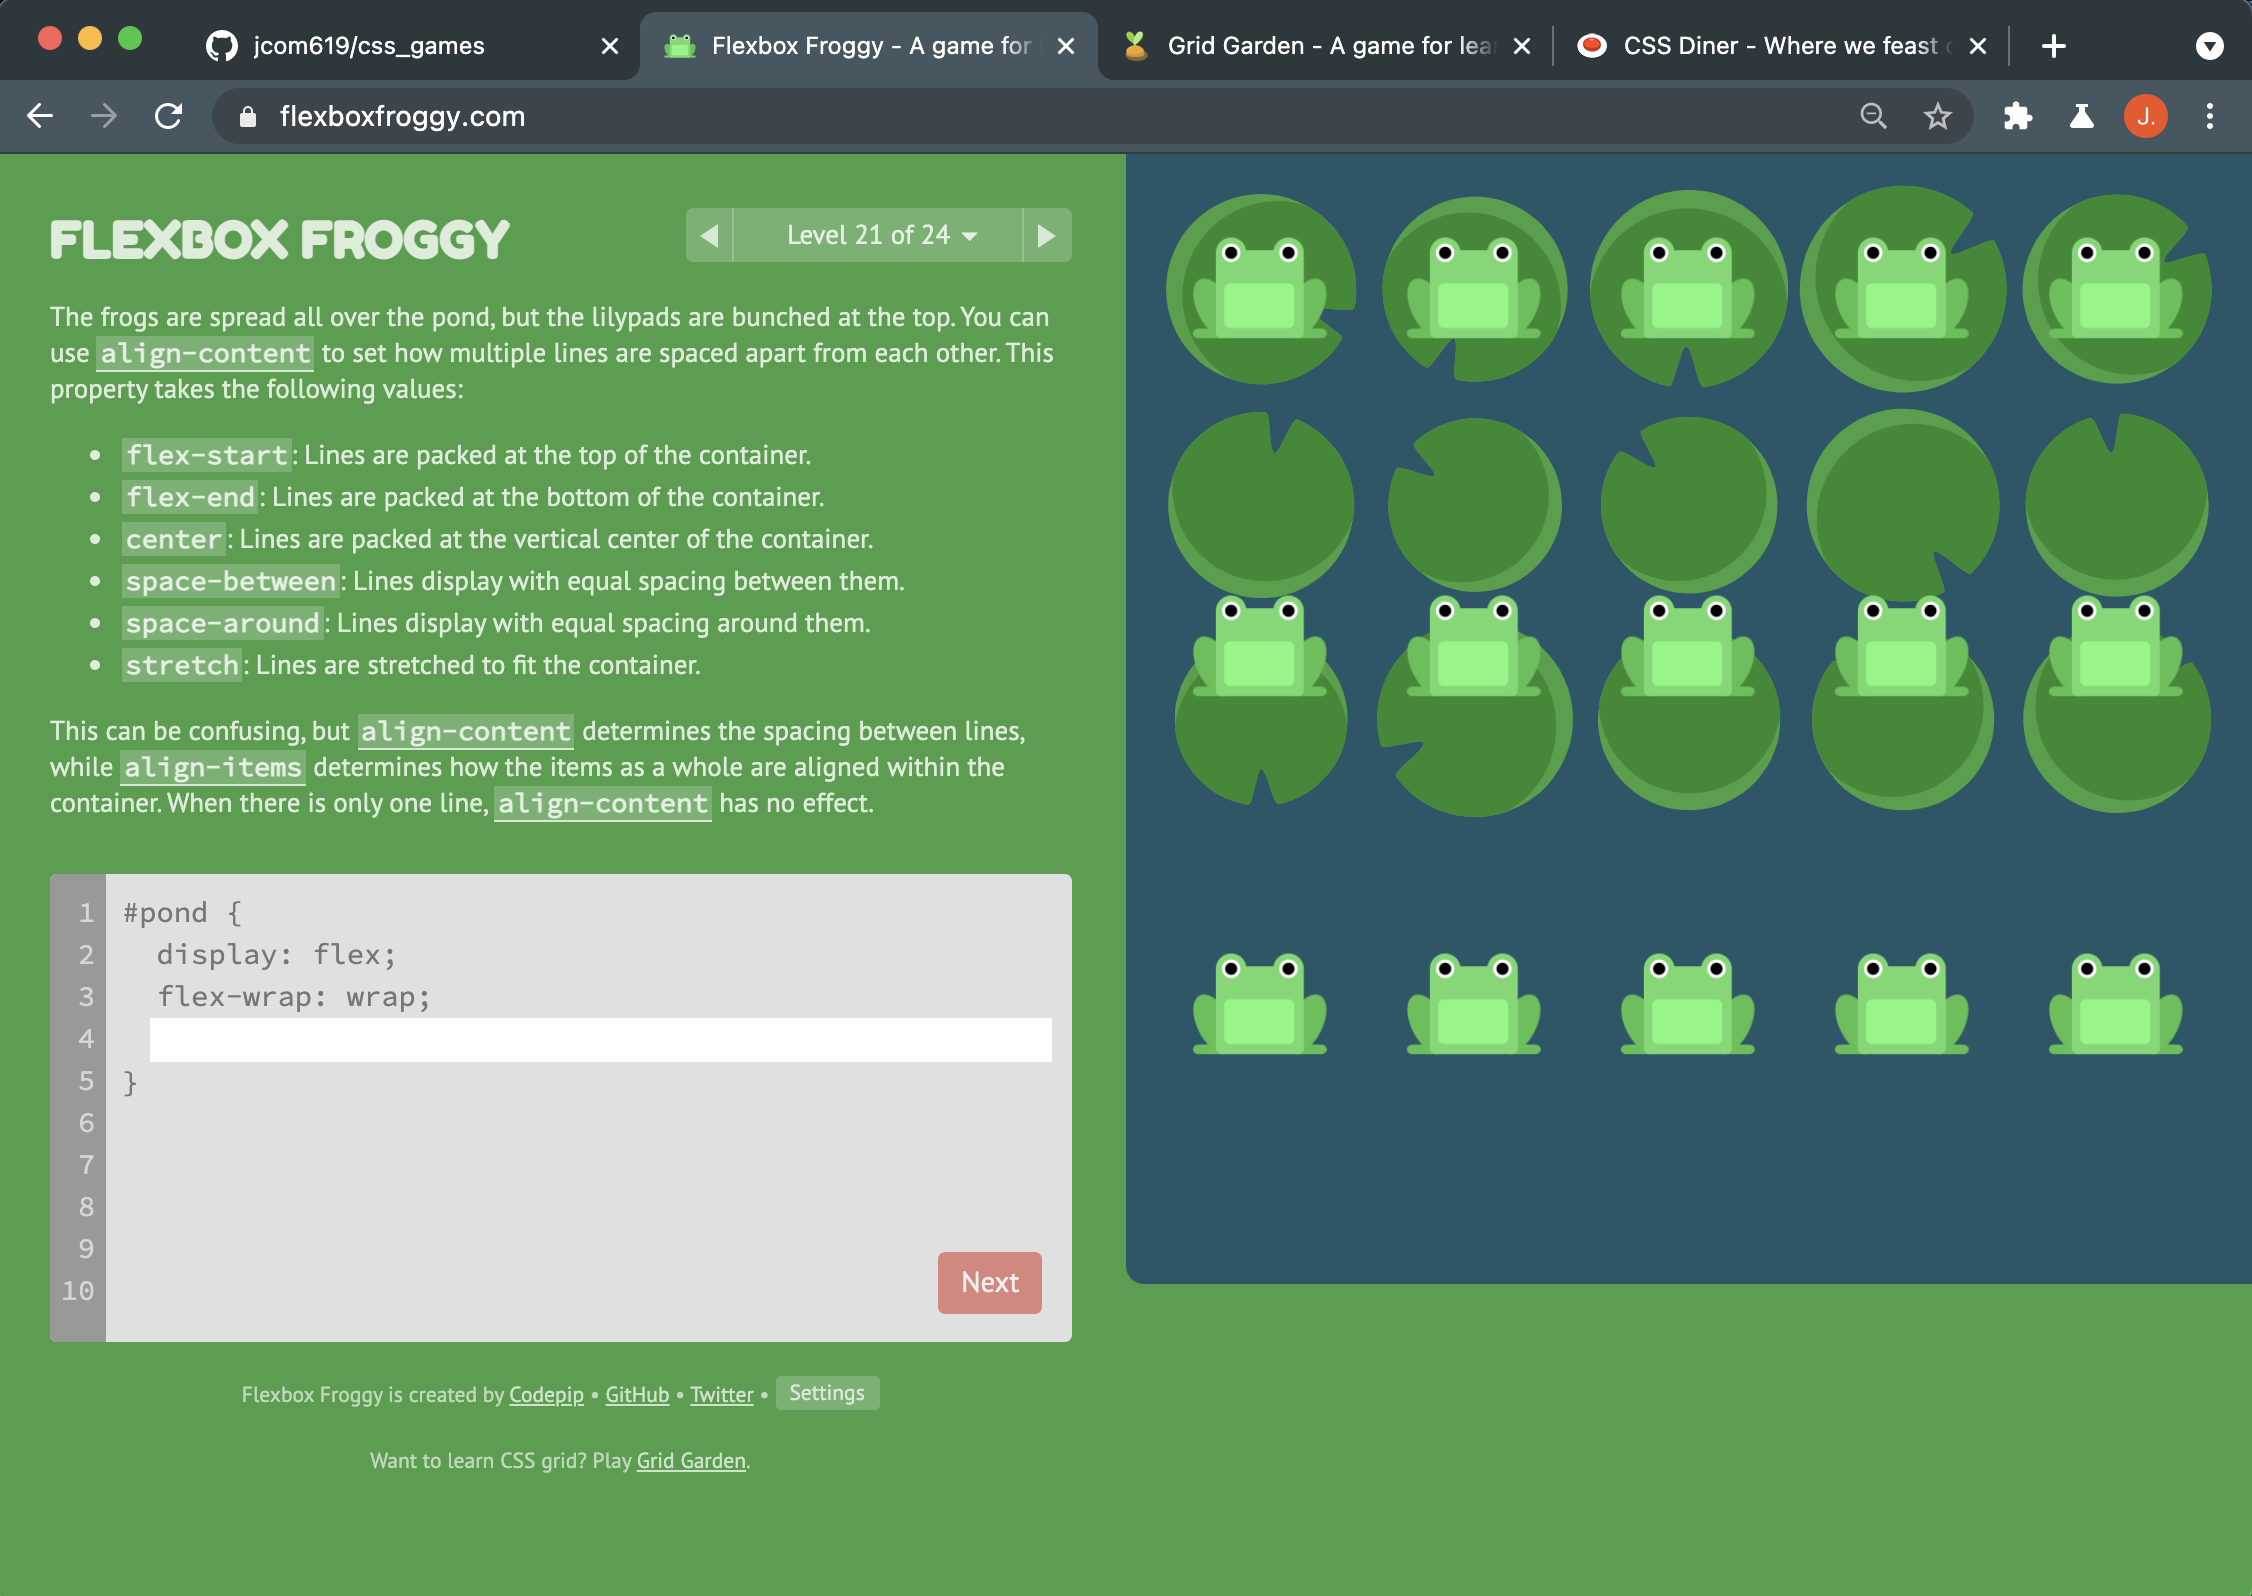 jcom619/css_games
Flexbox Froggy - A game for
Grid Garden - A game for lea
CSS Diner - Where we feast
flexboxfroggy.com
J.
FLEXBOX FROGGY
Level 21 of 24
The frogs are spread all over the pond, but the lilypads are bunched at the top. You can
use align-content to set how multiple lines are spaced apart from each other. This
property takes the following values:
• flex-start: Lines are packed at the top of the container.
• flex-end: Lines are packed at the bottom of the container.
• center: Lines are packed at the vertical center of the container.
• space-between: Lines display with equal spacing between them.
• space-around: Lines display with equal spacing around them.
• stretch: Lines are stretched to fit the container.
This can be confusing, but align-content determines the spacing between lines,
while align-items determines how the items as a whole are aligned within the
container. When there is only one line, align-content has no effect.
1 #pond {
2 display: flex;
3 flex-wrap: wrap;
4
5 }
6
7
8
9
10
Next
Flexbox Froggy is created by Codepip • GitHub • Twitter • Settings
Want to learn CSS grid? Play Grid Garden.